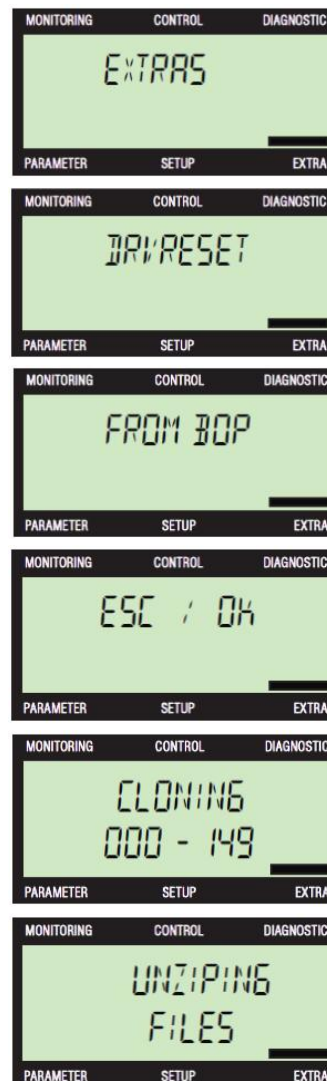 MONITORING CONTROL DIAGNOSTIC
EXTRAS
PARAMETER SETUP EXTRA
MONITORING CONTROL DIAGNOSTIC
DRVRESET
PARAMETER SETUP EXTRA
MONITORING CONTROL DIAGNOSTIC
FROM BOP
PARAMETER SETUP EXTRA
MONITORING CONTROL DIAGNOSTIC
ESC / OK
PARAMETER SETUP EXTRA
MONITORING CONTROL DIAGNOSTIC
CLONING
000 - 149
PARAMETER SETUP EXTRA
MONITORING CONTROL DIAGNOSTIC
UNZIPING
FILES
PARAMETER SETUP EXTRA